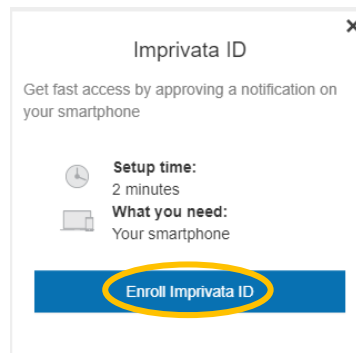 Imprivata ID
Get fast access by approving a notification on
your smartphone
Setup time:
2 minutes
What you need:
Your smartphone
Enroll Imprivata ID